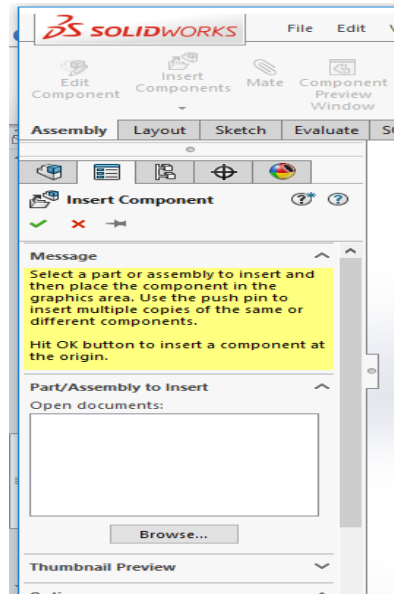 SOLIDWORKS
File Edit
Edit Component
Insert Components
Mate
Component Preview Window
Assembly Layout Sketch Evaluate
Insert Component
Message
Select a part or assembly to insert and
then place the component in the
graphics area. Use the push pin to
insert multiple copies of the same or
different components.
Hit OK button to insert a component at
the origin.
Part/Assembly to Insert
Open documents:
Browse...
Thumbnail Preview